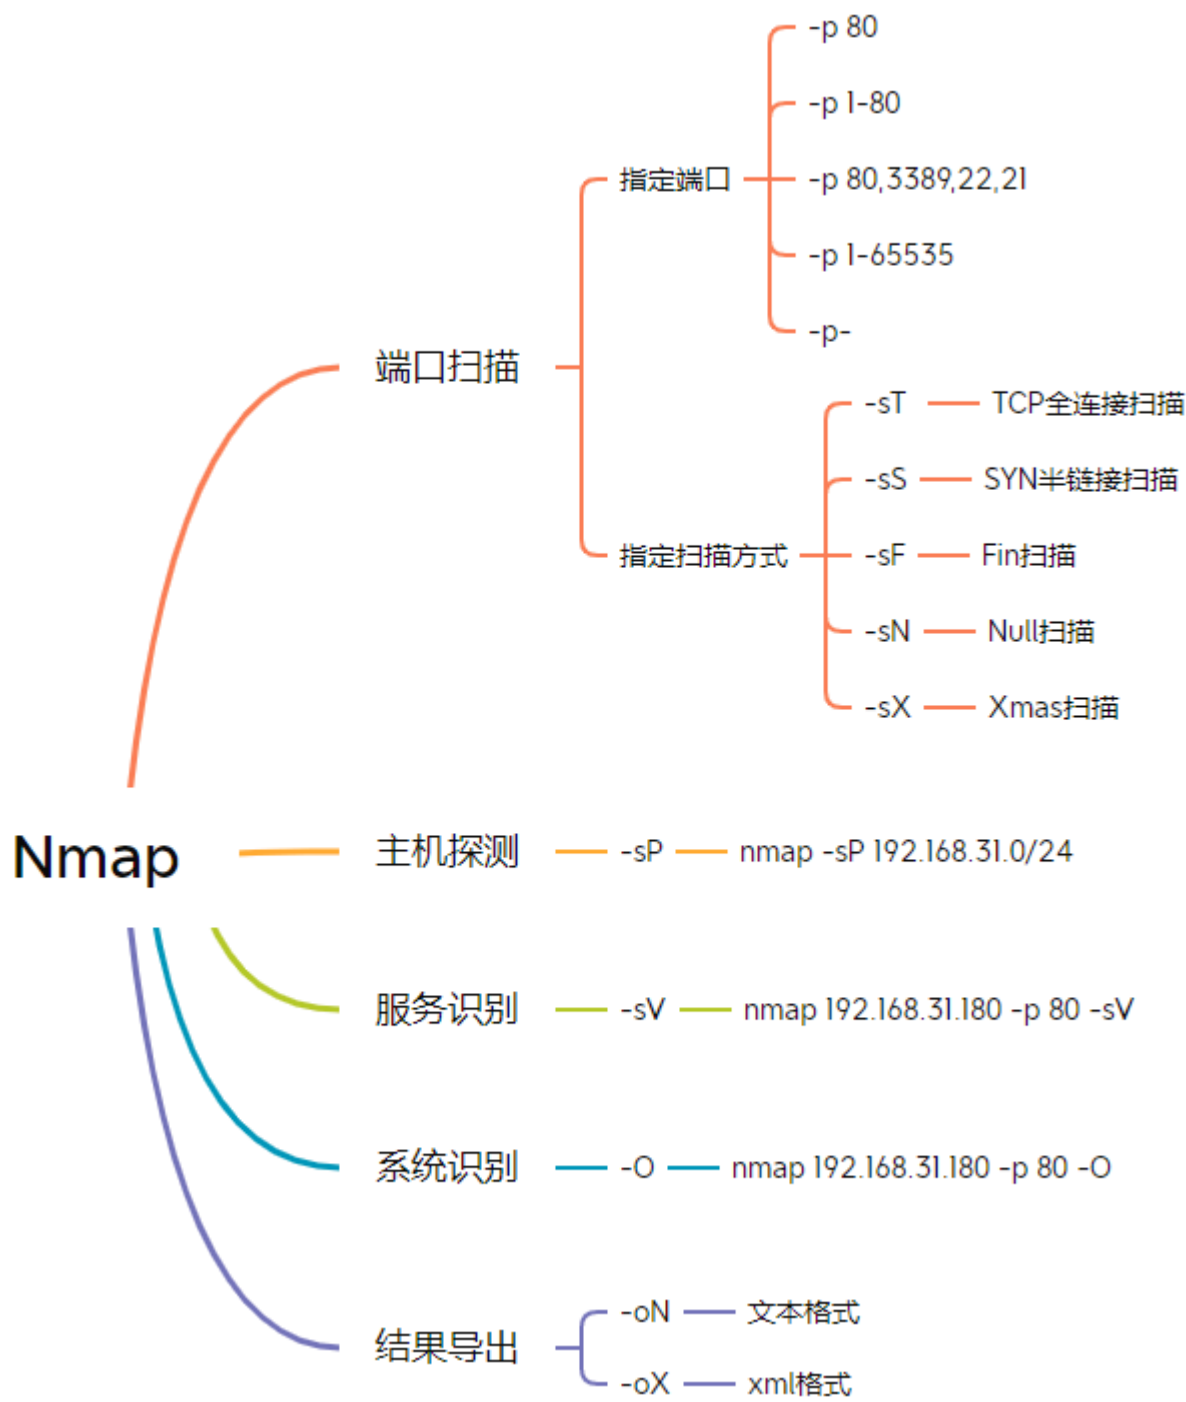 Nmap
端口扫描
指定端口
-p 80
-p 1-80
-p 80,3389,22,21
-p 1-65535
-p-
指定扫描方式
-sT
TCP全连接扫描
-sS
SYN半链接扫描
-sF
Fin扫描
-sN
Null扫描
-sX
Xmas扫描
主机探测
-sP
nmap -sP 192.168.31.0/24
服务识别
-sV
nmap 192.168.31.180 -p 80 -sV
系统识别
-O
nmap 192.168.31.180 -p 80 -O
结果导出
-oN
文本格式
-oX
xml格式